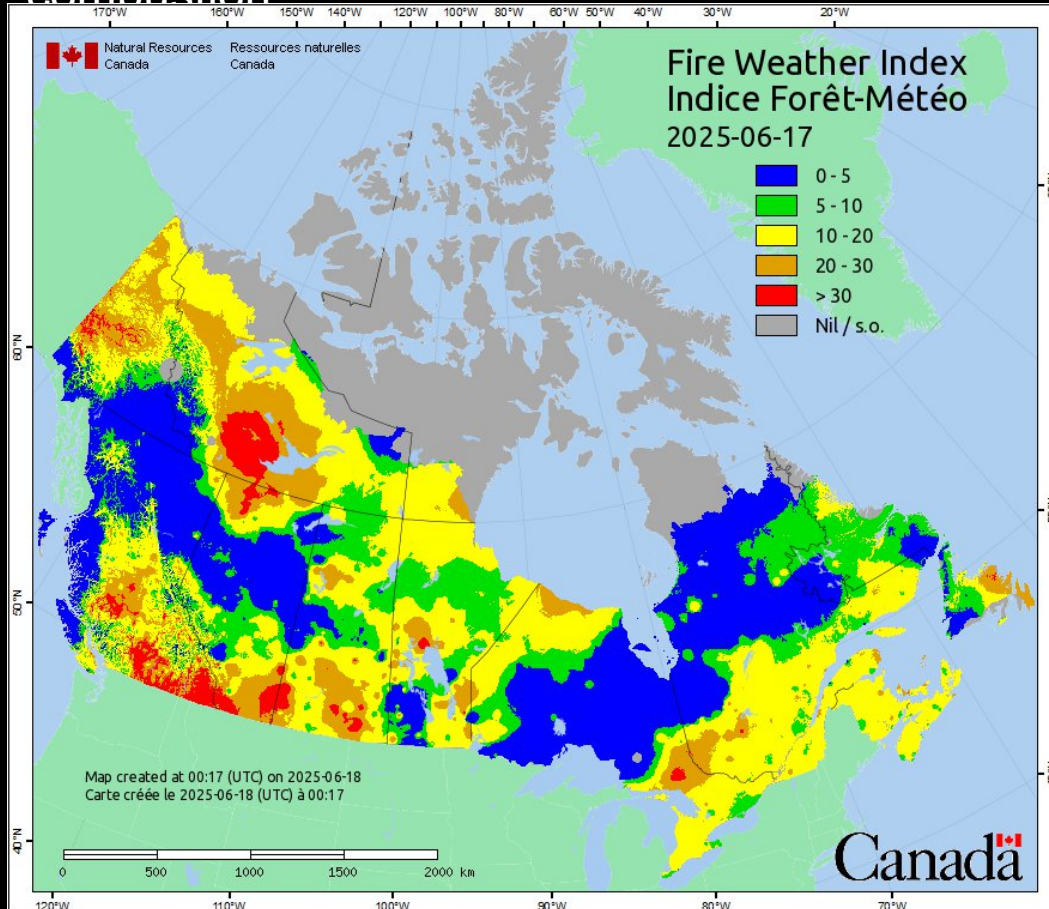 170°W 160°W 150°W 140°W 120°W 100°W 80°W 60°W 50°W 40°W 30°W 20°W
Natural Resources Ressources naturelles
Canada Canada
Fire Weather Index
Indice Forêt-Météo
2025-06-17
0 - 5
5 - 10
10 - 20
20 - 30
> 30
Nil / s.o.
60°N
50°N
40°N
Map created at 00:17 (UTC) on 2025-06-18
Carte créée le 2025-06-18 (UTC) à 00:17
0 500 1000 1500 2000 km
Canada
120°W 110°W 100°W 90°W 80°W 70°W